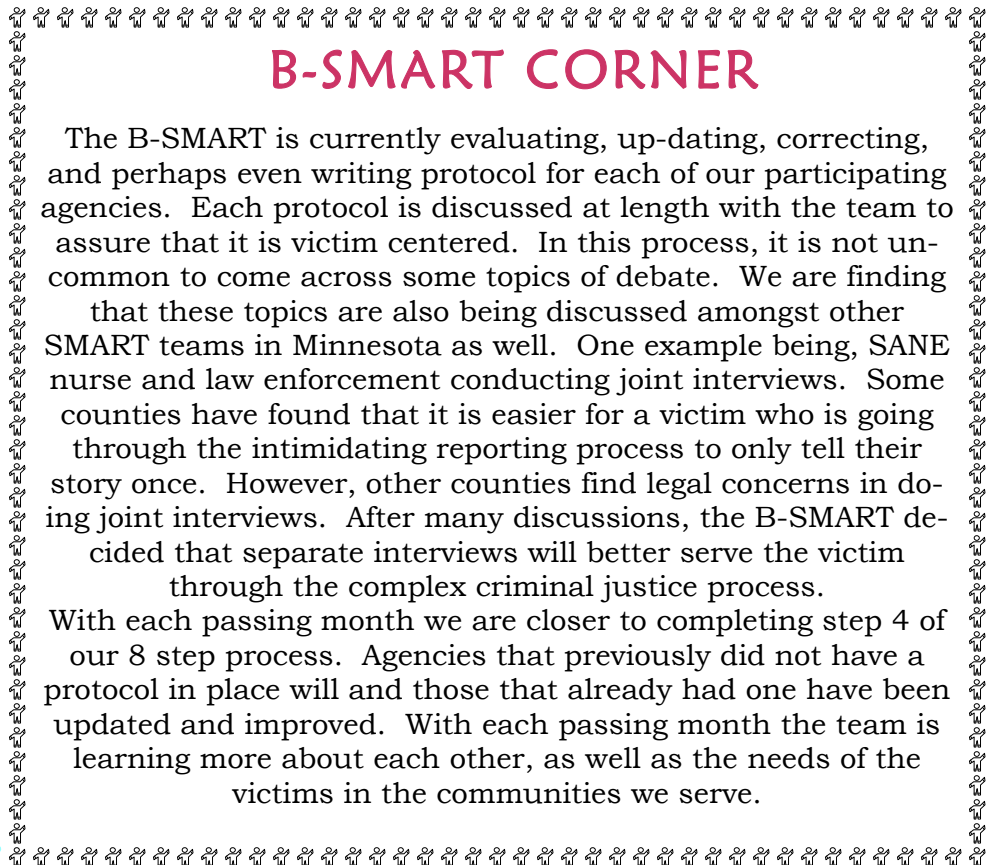 B-SMART CORNER
The B-SMART is currently evaluating, up-dating, correcting,
and perhaps even writing protocol for each of our participating
agencies.  Each protocol is discussed at length with the team to
assure that it is victim centered.  In this process, it is not un-
common to come across some topics of debate.  We are finding
that these topics are also being discussed amongst other
SMART teams in Minnesota as well.  One example being, SANE
nurse and law enforcement conducting joint interviews.  Some
counties have found that it is easier for a victim who is going
through the intimidating reporting process to only tell their
story once.  However, other counties find legal concerns in do-
ing joint interviews.  After many discussions, the B-SMART de-
cided that separate interviews will better serve the victim
through the complex criminal justice process.
With each passing month we are closer to completing step 4 of
our 8 step process.  Agencies that previously did not have a
protocol in place will and those that already had one have been
updated and improved.  With each passing month the team is
learning more about each other, as well as the needs of the
victims in the communities we serve.